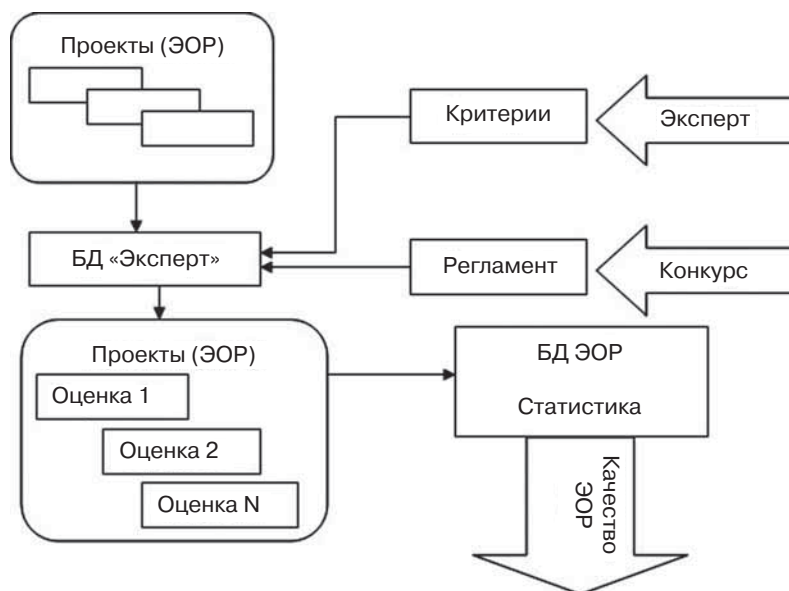 Проекты (ЭОР)
Критерии
Эксперт
БД «Эксперт»
Регламент
Конкурс
Проекты (ЭОР)
Оценка 1
Оценка 2
Оценка N
БД ЭОР
Статистика
Качество
ЭОР